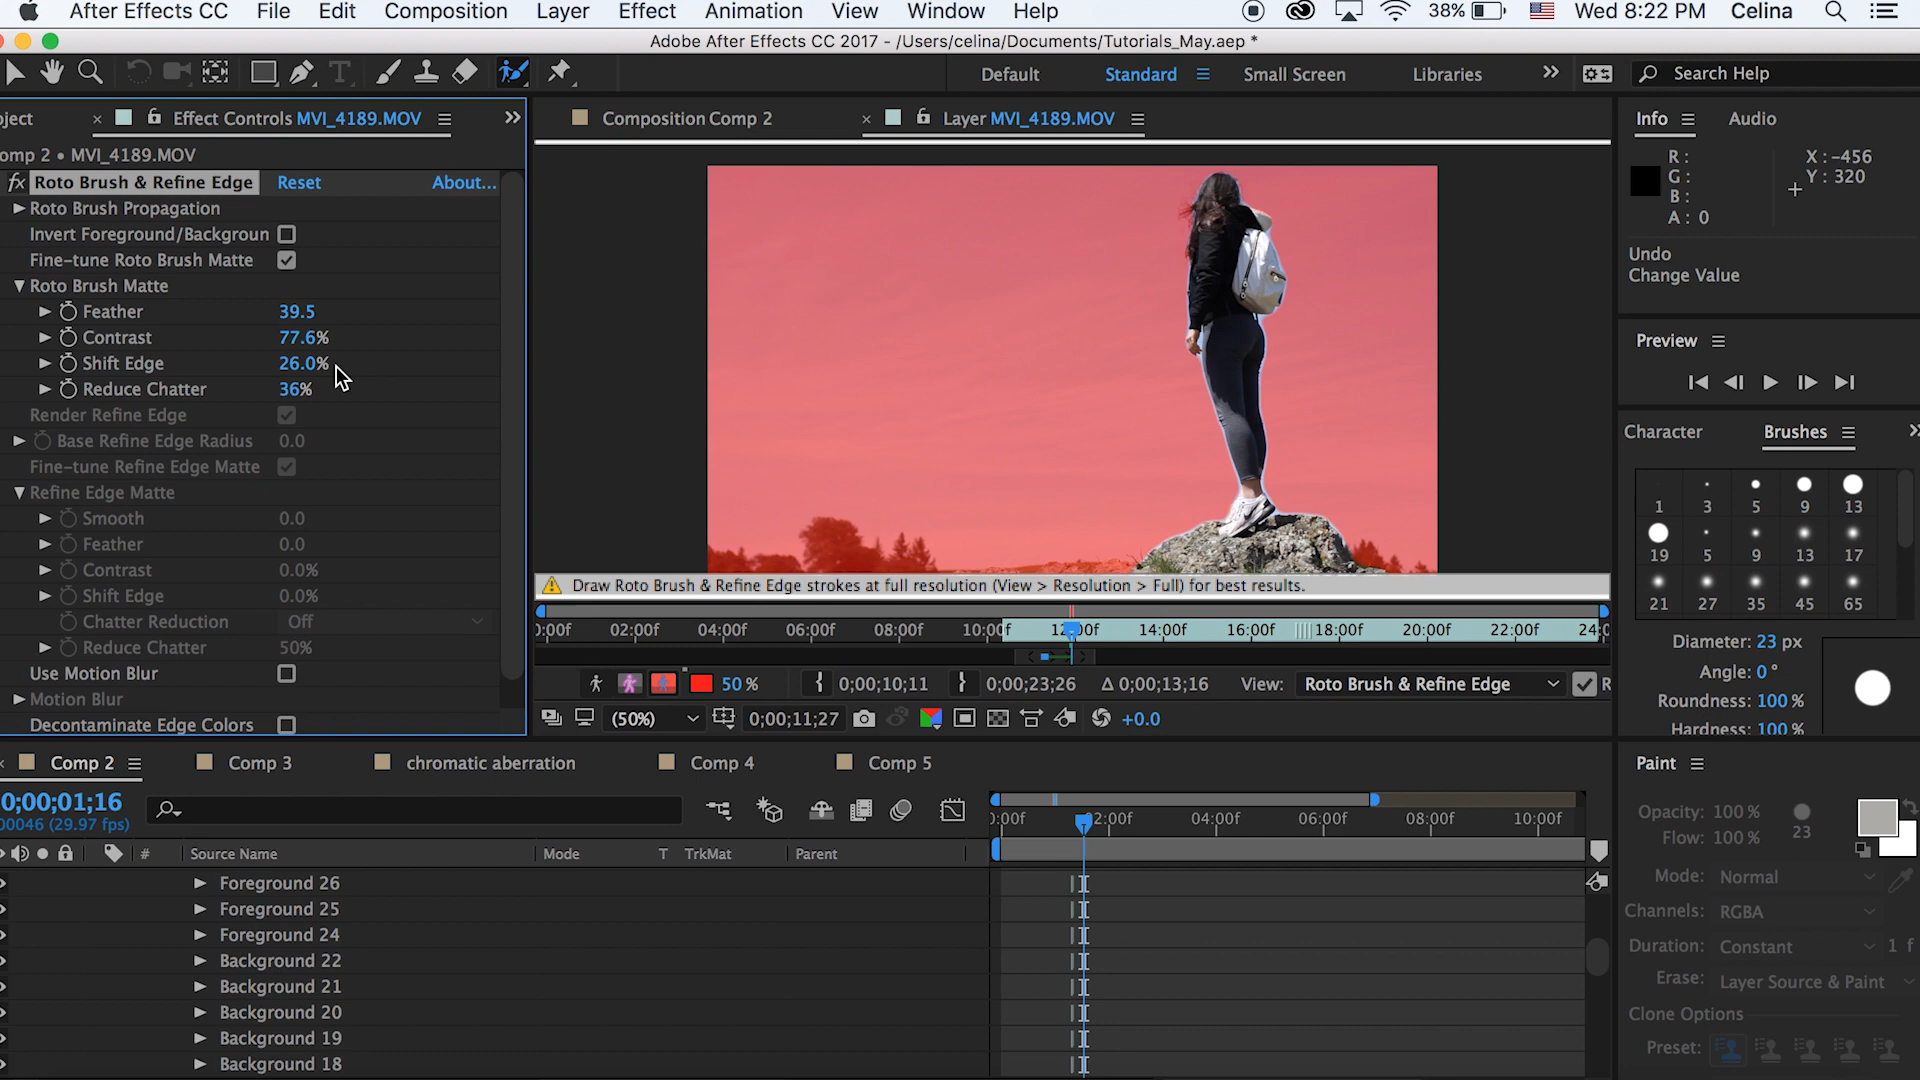 After Effects CC File Edit Composition Layer Effect Animation View Window Help 38% Wed 8:22 PM Celina
Adobe After Effects CC 2017 - /Users/celina/Documents/Tutorials_May.aep *
Default Standard Small Screen Libraries Search Help
oject Effect Controls MVI_4189.MOV
Composition Comp 2 Layer MVI_4189.MOV
Info Audio
omp 2 • MVI_4189.MOV
fx Roto Brush & Refine Edge Reset About...
Roto Brush Propagation
Invert Foreground/Backgroun
Fine-tune Roto Brush Matte
Roto Brush Matte
Feather 39.5
Contrast 77.6%
Shift Edge 26.0%
Reduce Chatter 36%
Render Refine Edge
Base Refine Edge Radius 0.0
Fine-tune Refine Edge Matte
Refine Edge Matte
Smooth 0.0
Feather 0.0
Contrast 0.0%
Shift Edge 0.0%
Chatter Reduction Off
Reduce Chatter 50%
Use Motion Blur
Motion Blur
Decontaminate Edge Colors
Draw Roto Brush & Refine Edge strokes at full resolution (View > Resolution > Full) for best results.
):00f 02:00f 04:00f 06:00f 08:00f 10:00f 12:00f 14:00f 16:00f 18:00f 20:00f 22:00f 24:0
50 % 0;00;10;11 0;00;23;26 Δ 0;00;13;16 View: Roto Brush & Refine Edge R
(50%) 0;00;11;27 +0.0
R : X : -456
G : Y : 320
B :
A : 0
Undo
Change Value
Preview
Character Brushes
1 3 5 9 13
19 5 9 13 17
21 27 35 45 65
Diameter: 23 px
Angle: 0 °
Roundness: 100 %
Hardness: 100 %
Comp 2 Comp 3 chromatic aberration Comp 4 Comp 5
0;00;01;16
00046 (29.97 fps)
):00f 02:00f 04:00f 06:00f 08:00f 10:00f
# Source Name Mode T TrkMat Parent
Foreground 26
Foreground 25
Foreground 24
Background 22
Background 21
Background 20
Background 19
Background 18
Paint
Opacity: 100 %
Flow: 100 % 23
Mode: Normal
Channels: RGBA
Duration: Constant 1 f
Erase: Layer Source & Paint
Clone Options
Preset: